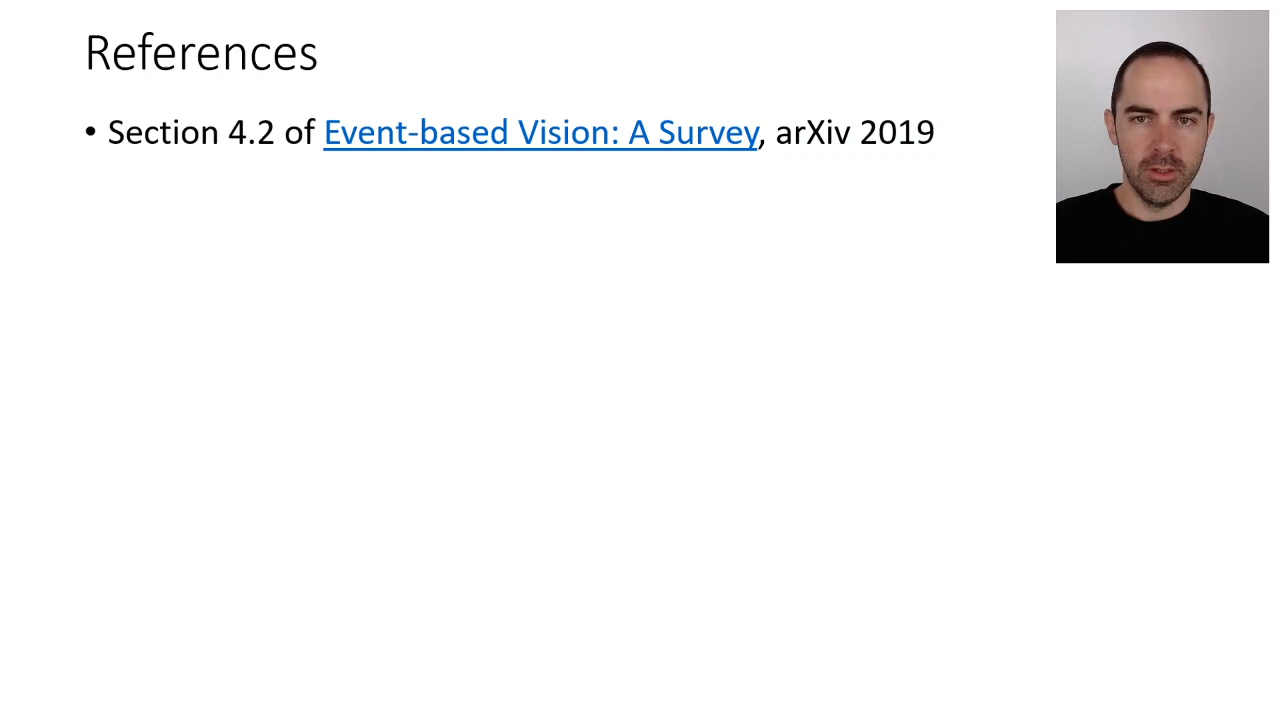 References
• Section 4.2 of Event-based Vision: A Survey, arXiv 2019